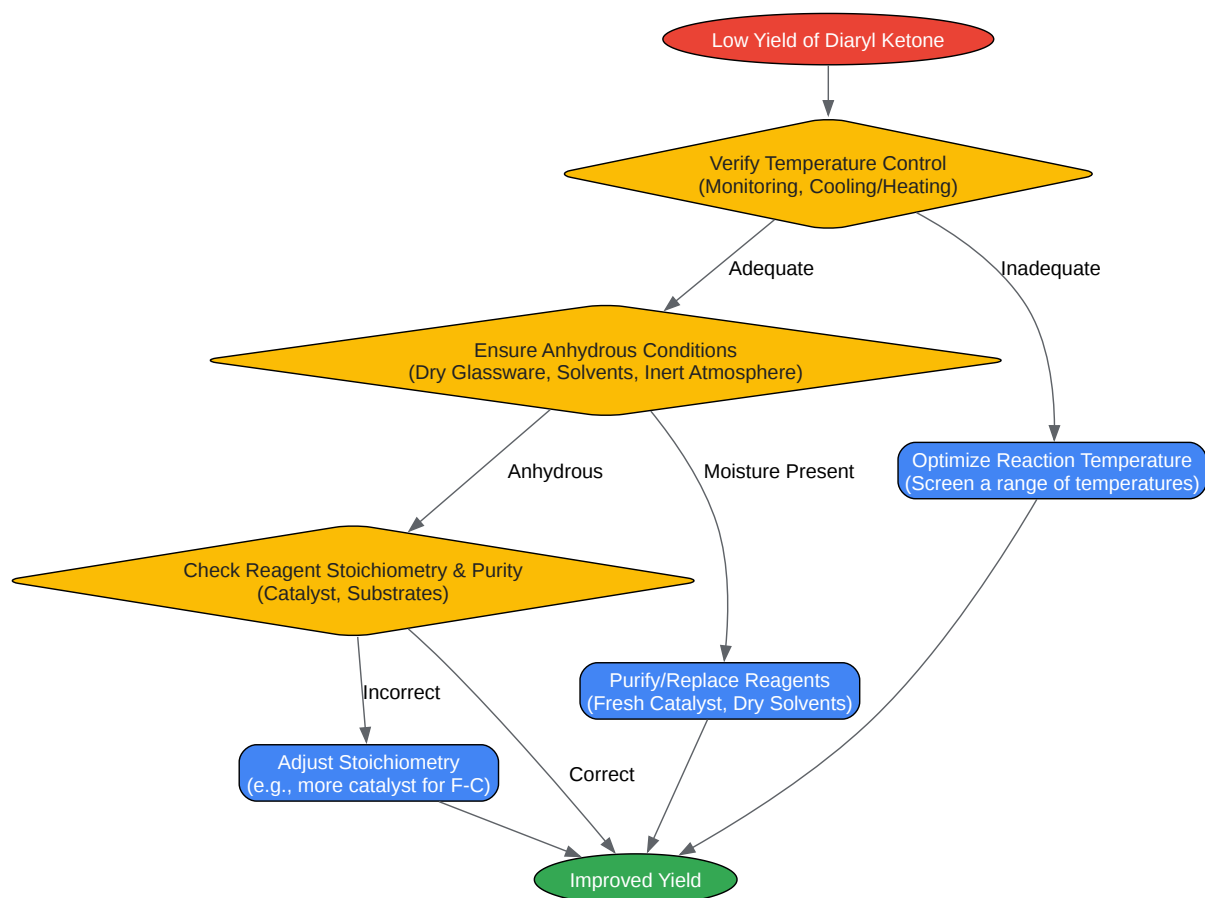 Low Yield of Diaryl Ketone
Verify Temperature Control
(Monitoring, Cooling/Heating)
Adequate
Inadequate
Ensure Anhydrous Conditions
(Dry Glassware, Solvents, Inert Atmosphere)
Anhydrous
Moisture Present
Optimize Reaction Temperature
(Screen a range of temperatures)
Check Reagent Stoichiometry & Purity
(Catalyst, Substrates)
Incorrect
Purify/Replace Reagents
(Fresh Catalyst, Dry Solvents)
Adjust Stoichiometry
(e.g., more catalyst for F-C)
Correct
Improved Yield